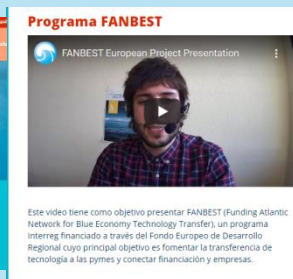 Programa FANBEST
FANBEST European Project Presentation
Este video tiene como objetivo presentar FANBEST (Funding Atlantic
Network for Blue Economy Technology Transfer), un programa
Interreg financiado a través del Fondo Europeo de Desarrollo
Regional cuyo principal objetivo es fomentar la transferencia de
tecnología a las pymes y conectar financiación y empresas.